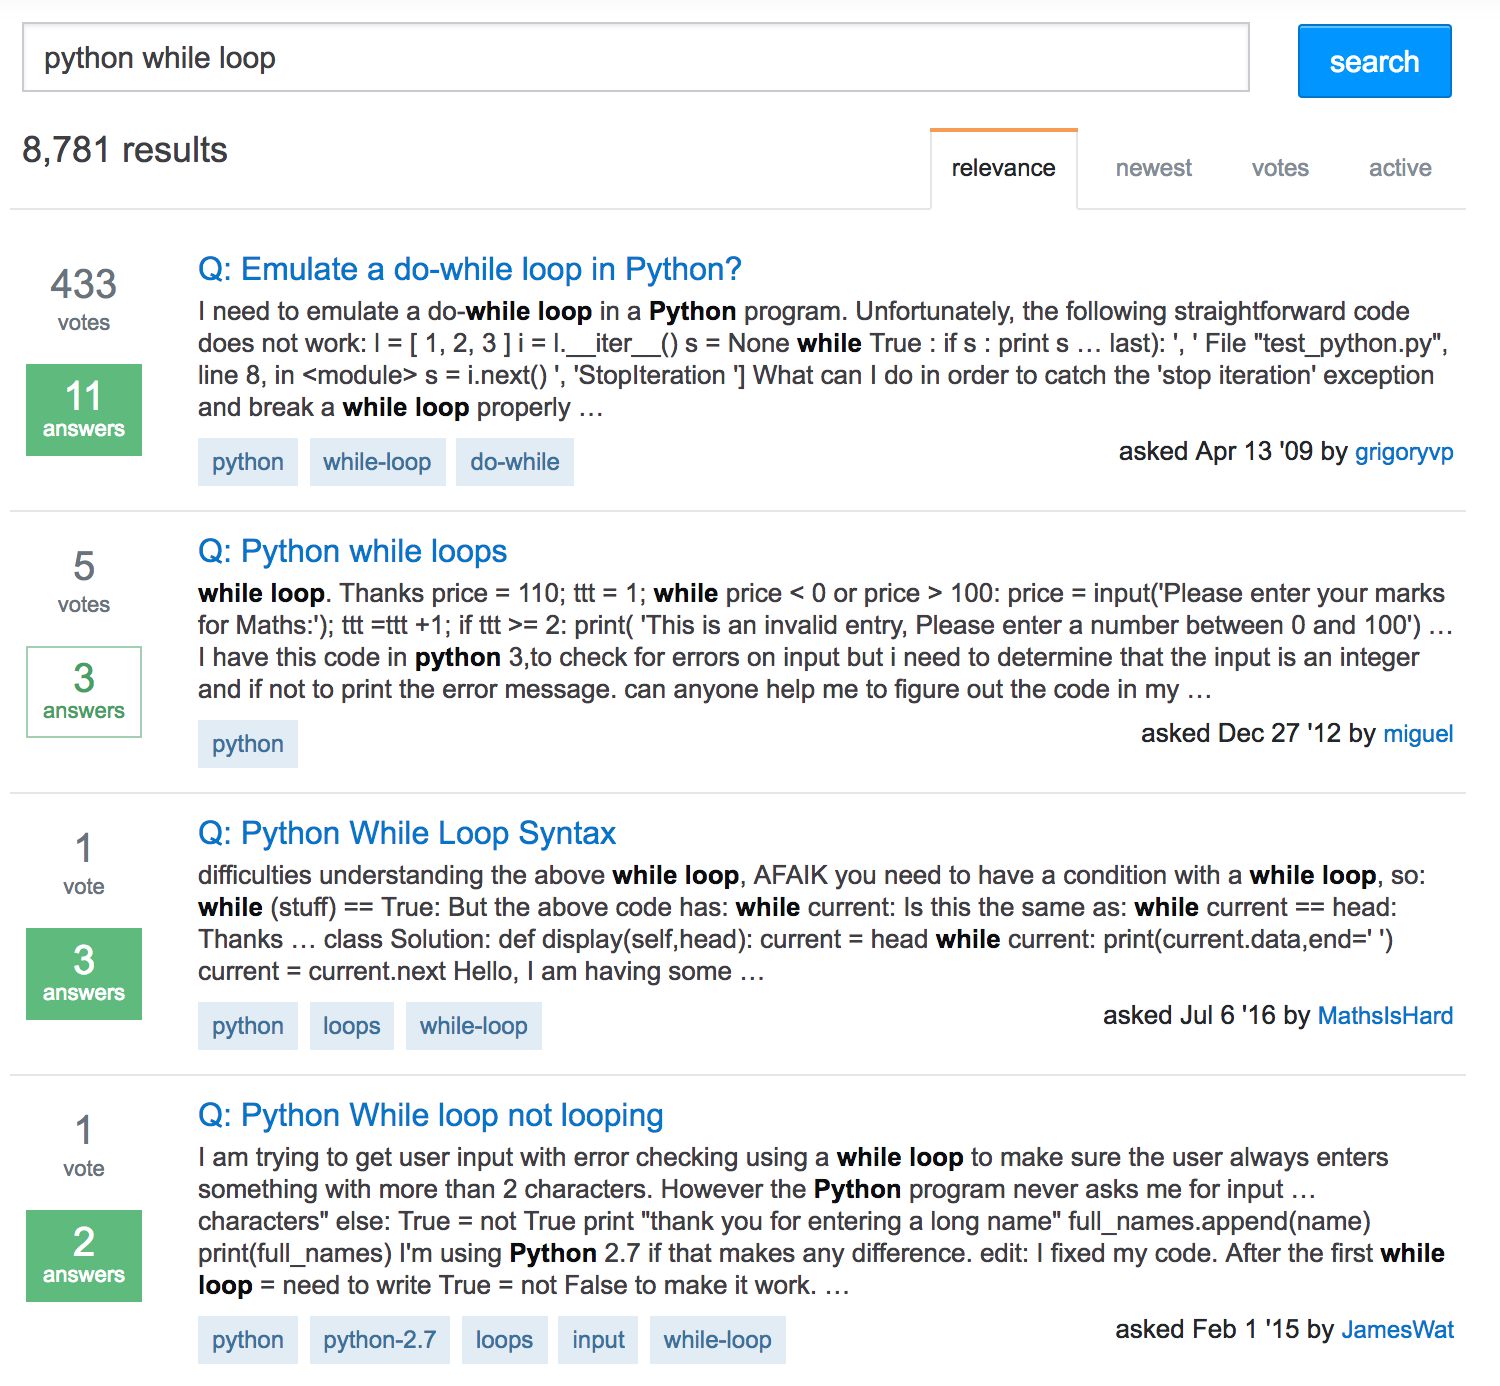 python while loop
search
8,781 results
relevance
newest
votes
active
433
votes
11
answers
Q: Emulate a do-while loop in Python?
I need to emulate a do-while loop in a Python program. Unfortunately, the following straightforward code
does not work: l = [ 1, 2, 3 ] i = l.__iter__() s = None while True : if s : print s … last): ', ' File "test_python.py",
line 8, in <module> s = i.next() ', 'StopIteration '] What can I do in order to catch the 'stop iteration' exception
and break a while loop properly …
python
while-loop
do-while
asked Apr 13 '09 by grigoryvp
5
votes
3
answers
Q: Python while loops
while loop. Thanks price = 110; ttt = 1; while price < 0 or price > 100: price = input('Please enter your marks
for Maths:'); ttt =ttt +1; if ttt >= 2: print( 'This is an invalid entry, Please enter a number between 0 and 100') …
I have this code in python 3,to check for errors on input but i need to determine that the input is an integer
and if not to print the error message. can anyone help me to figure out the code in my …
python
asked Dec 27 '12 by miguel
1
vote
3
answers
Q: Python While Loop Syntax
difficulties understanding the above while loop, AFAIK you need to have a condition with a while loop, so:
while (stuff) == True: But the above code has: while current: Is this the same as: while current == head:
Thanks … class Solution: def display(self,head): current = head while current: print(current.data,end=' ')
current = current.next Hello, I am having some …
python
loops
while-loop
asked Jul 6 '16 by MathsIsHard
1
vote
2
answers
Q: Python While loop not looping
I am trying to get user input with error checking using a while loop to make sure the user always enters
something with more than 2 characters. However the Python program never asks me for input …
characters" else: True = not True print "thank you for entering a long name" full_names.append(name)
print(full_names) I'm using Python 2.7 if that makes any difference. edit: I fixed my code. After the first while
loop = need to write True = not False to make it work. …
python
python-2.7
loops
input
while-loop
asked Feb 1 '15 by JamesWat